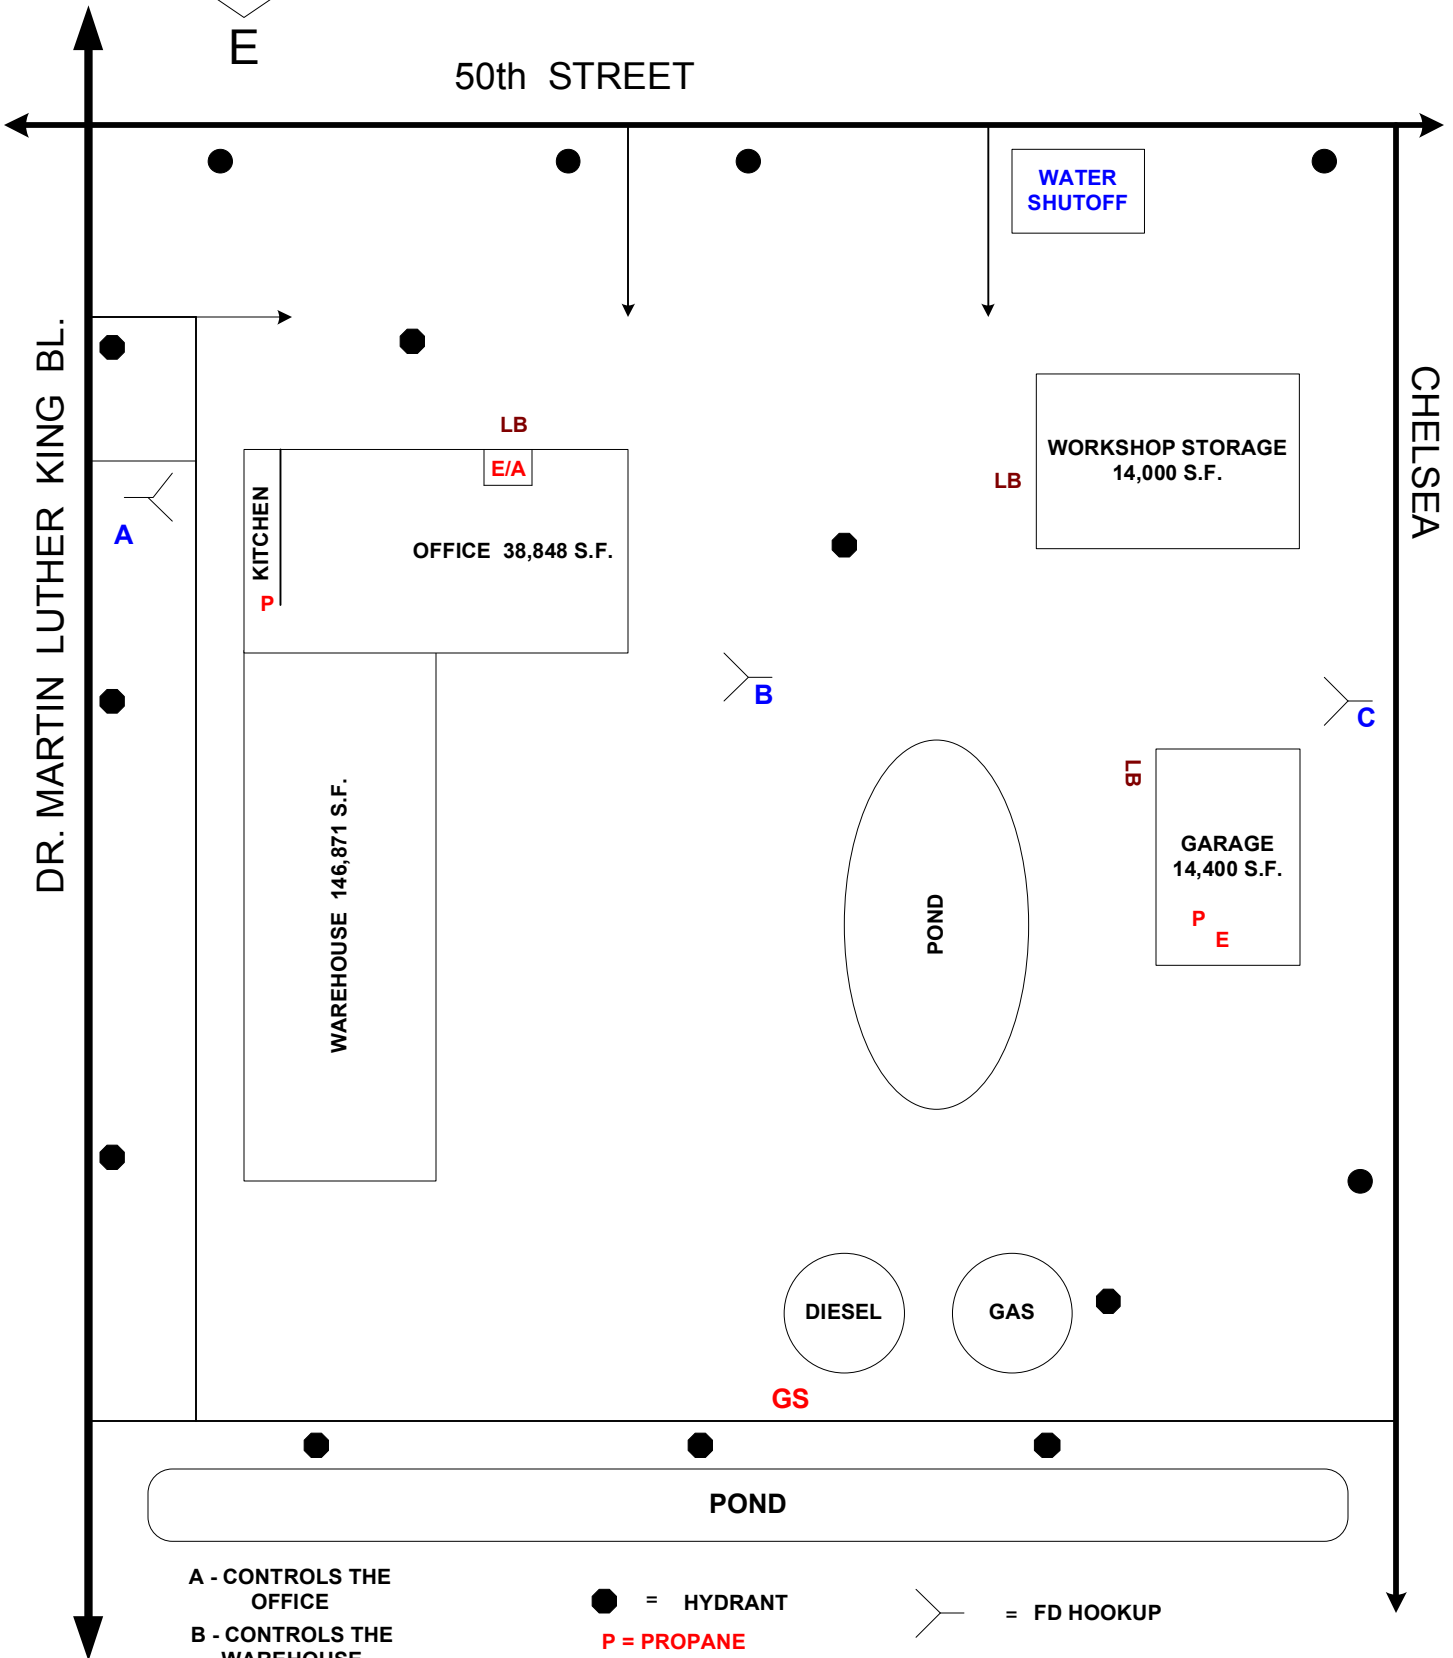 E
50th STREET
WATER
SHUTOFF
DR. MARTIN LUTHER KING BL.
CHELSEA
LB
E/A
KITCHEN
P
OFFICE 38,848 S.F.
WORKSHOP STORAGE
14,000 S.F.
LB
A
B
C
LB
GARAGE
14,400 S.F.
P
E
WAREHOUSE 146,871 S.F.
POND
DIESEL
GAS
GS
POND
A - CONTROLS THE
OFFICE
B - CONTROLS THE
WAREHOUSE
= HYDRANT
P = PROPANE
= FD HOOKUP